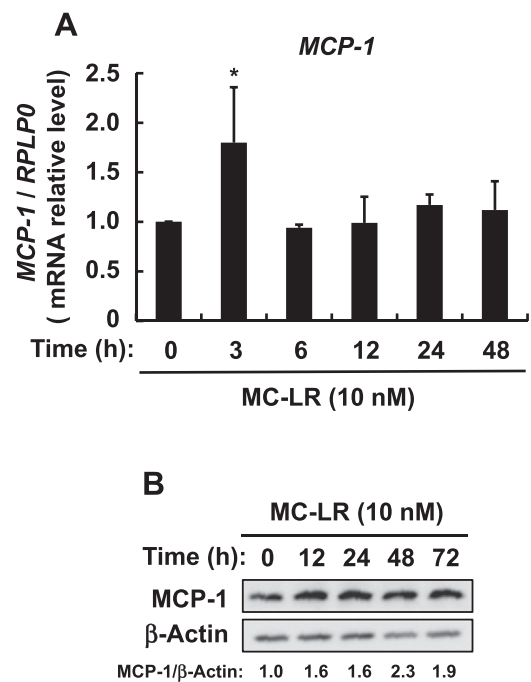 A
MCP-1
MCP-1 / RPLP0
( mRNA relative level)
2.5
*
2.0
1.5
1.0
0.5
0
Time (h): 0 3 6 12 24 48
MC-LR (10 nM)
B
MC-LR (10 nM)
Time (h): 0 12 24 48 72
MCP-1
β-Actin
MCP-1/β-Actin: 1.0 1.6 1.6 2.3 1.9